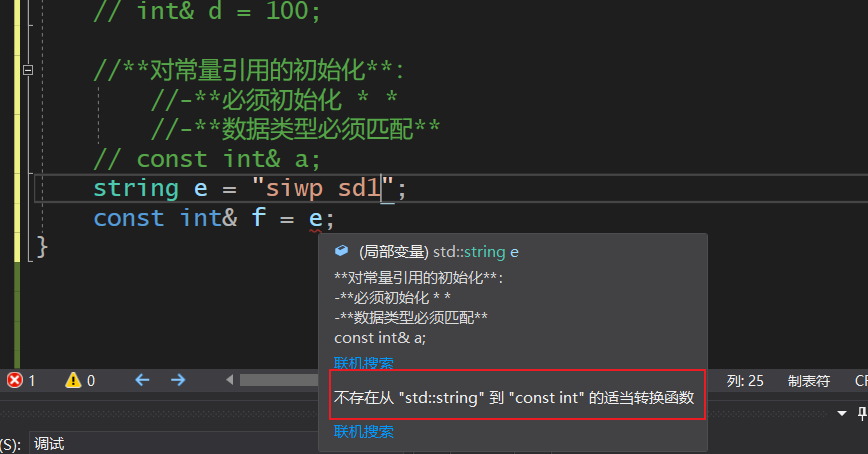 // int& d = 100;
//**对常量引用的初始化**:
//-**必须初始化 * *
//-**数据类型必须匹配**
// const int& a;
string e = "siwp sd1";
const int& f = e;
}
(局部变量) std::string e
**对常量引用的初始化**:
-**必须初始化 * *
-**数据类型必须匹配**
const int& a;
联机搜索
不存在从 "std::string" 到 "const int" 的适当转换函数
联机搜索
1 0 列: 25 制表符
(S): 调试